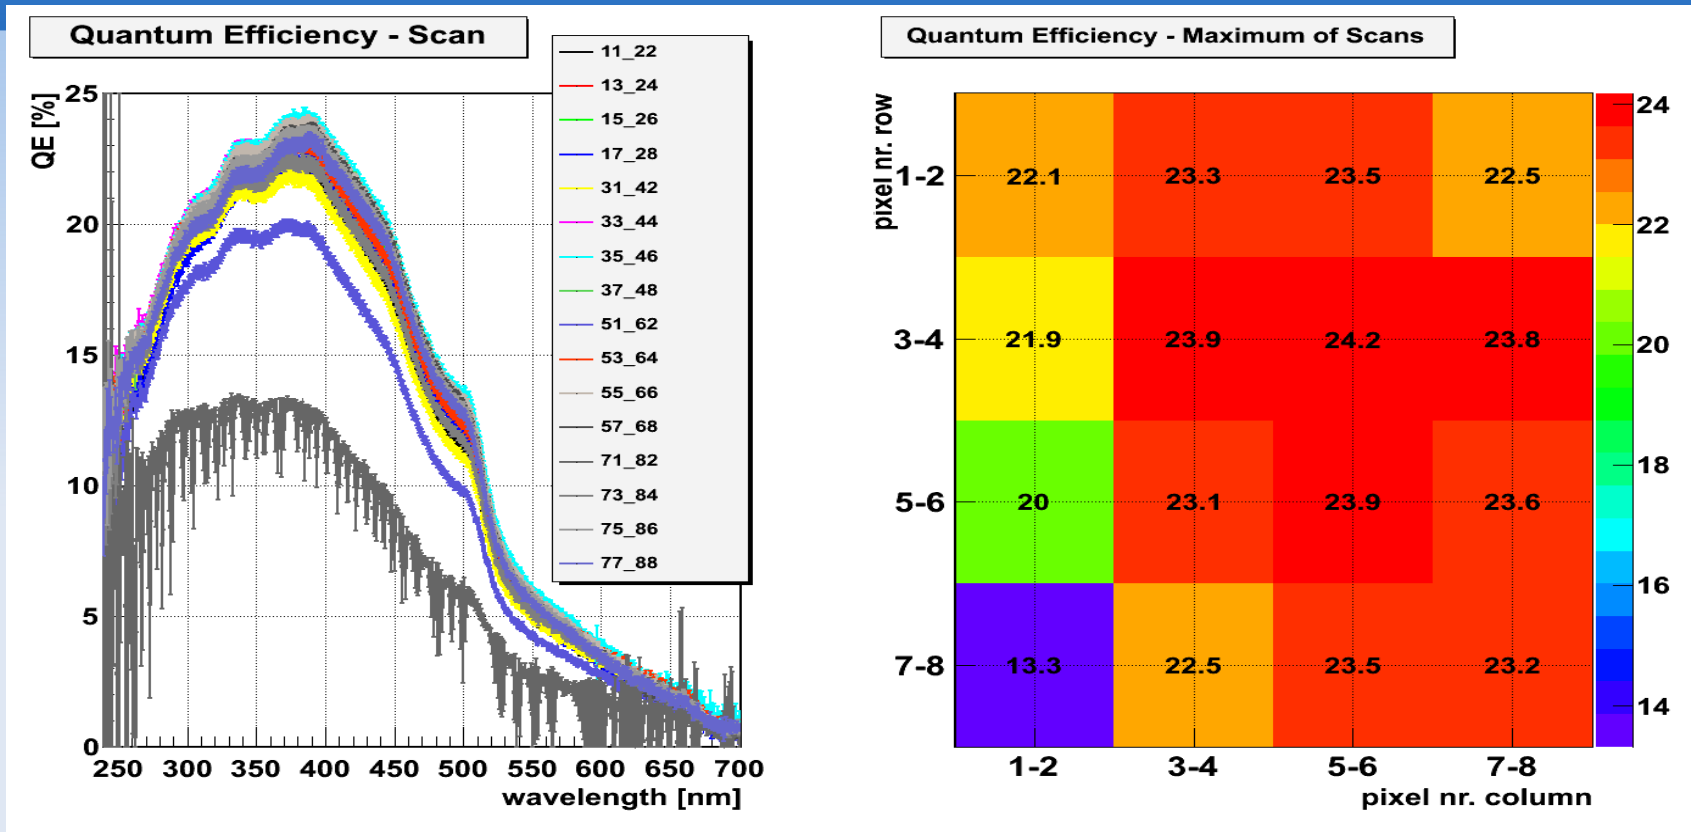 Quantum Efficiency - Scan
QE [%]
25
20
15
10
5
0
250 300 350 400 450 500 550 600 650 700
wavelength [nm]
11_22
13_24
15_26
17_28
31_42
33_44
35_46
37_48
51_62
53_64
55_66
57_68
71_82
73_84
75_86
77_88
Quantum Efficiency - Maximum of Scans
pixel nr. row
1-2 22.1 23.3 23.5 22.5
3-4 21.9 23.9 24.2 23.8
5-6 20 23.1 23.9 23.6
7-8 13.3 22.5 23.5 23.2
1-2 3-4 5-6 7-8
pixel nr. column
24
22
20
18
16
14